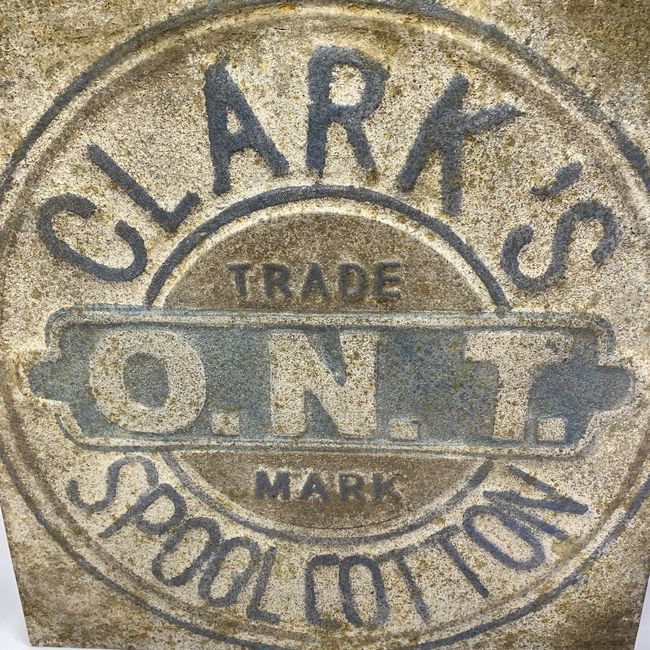 CLARK'S
TRADE
O.N.T.
MARK
SPOOL COTTON